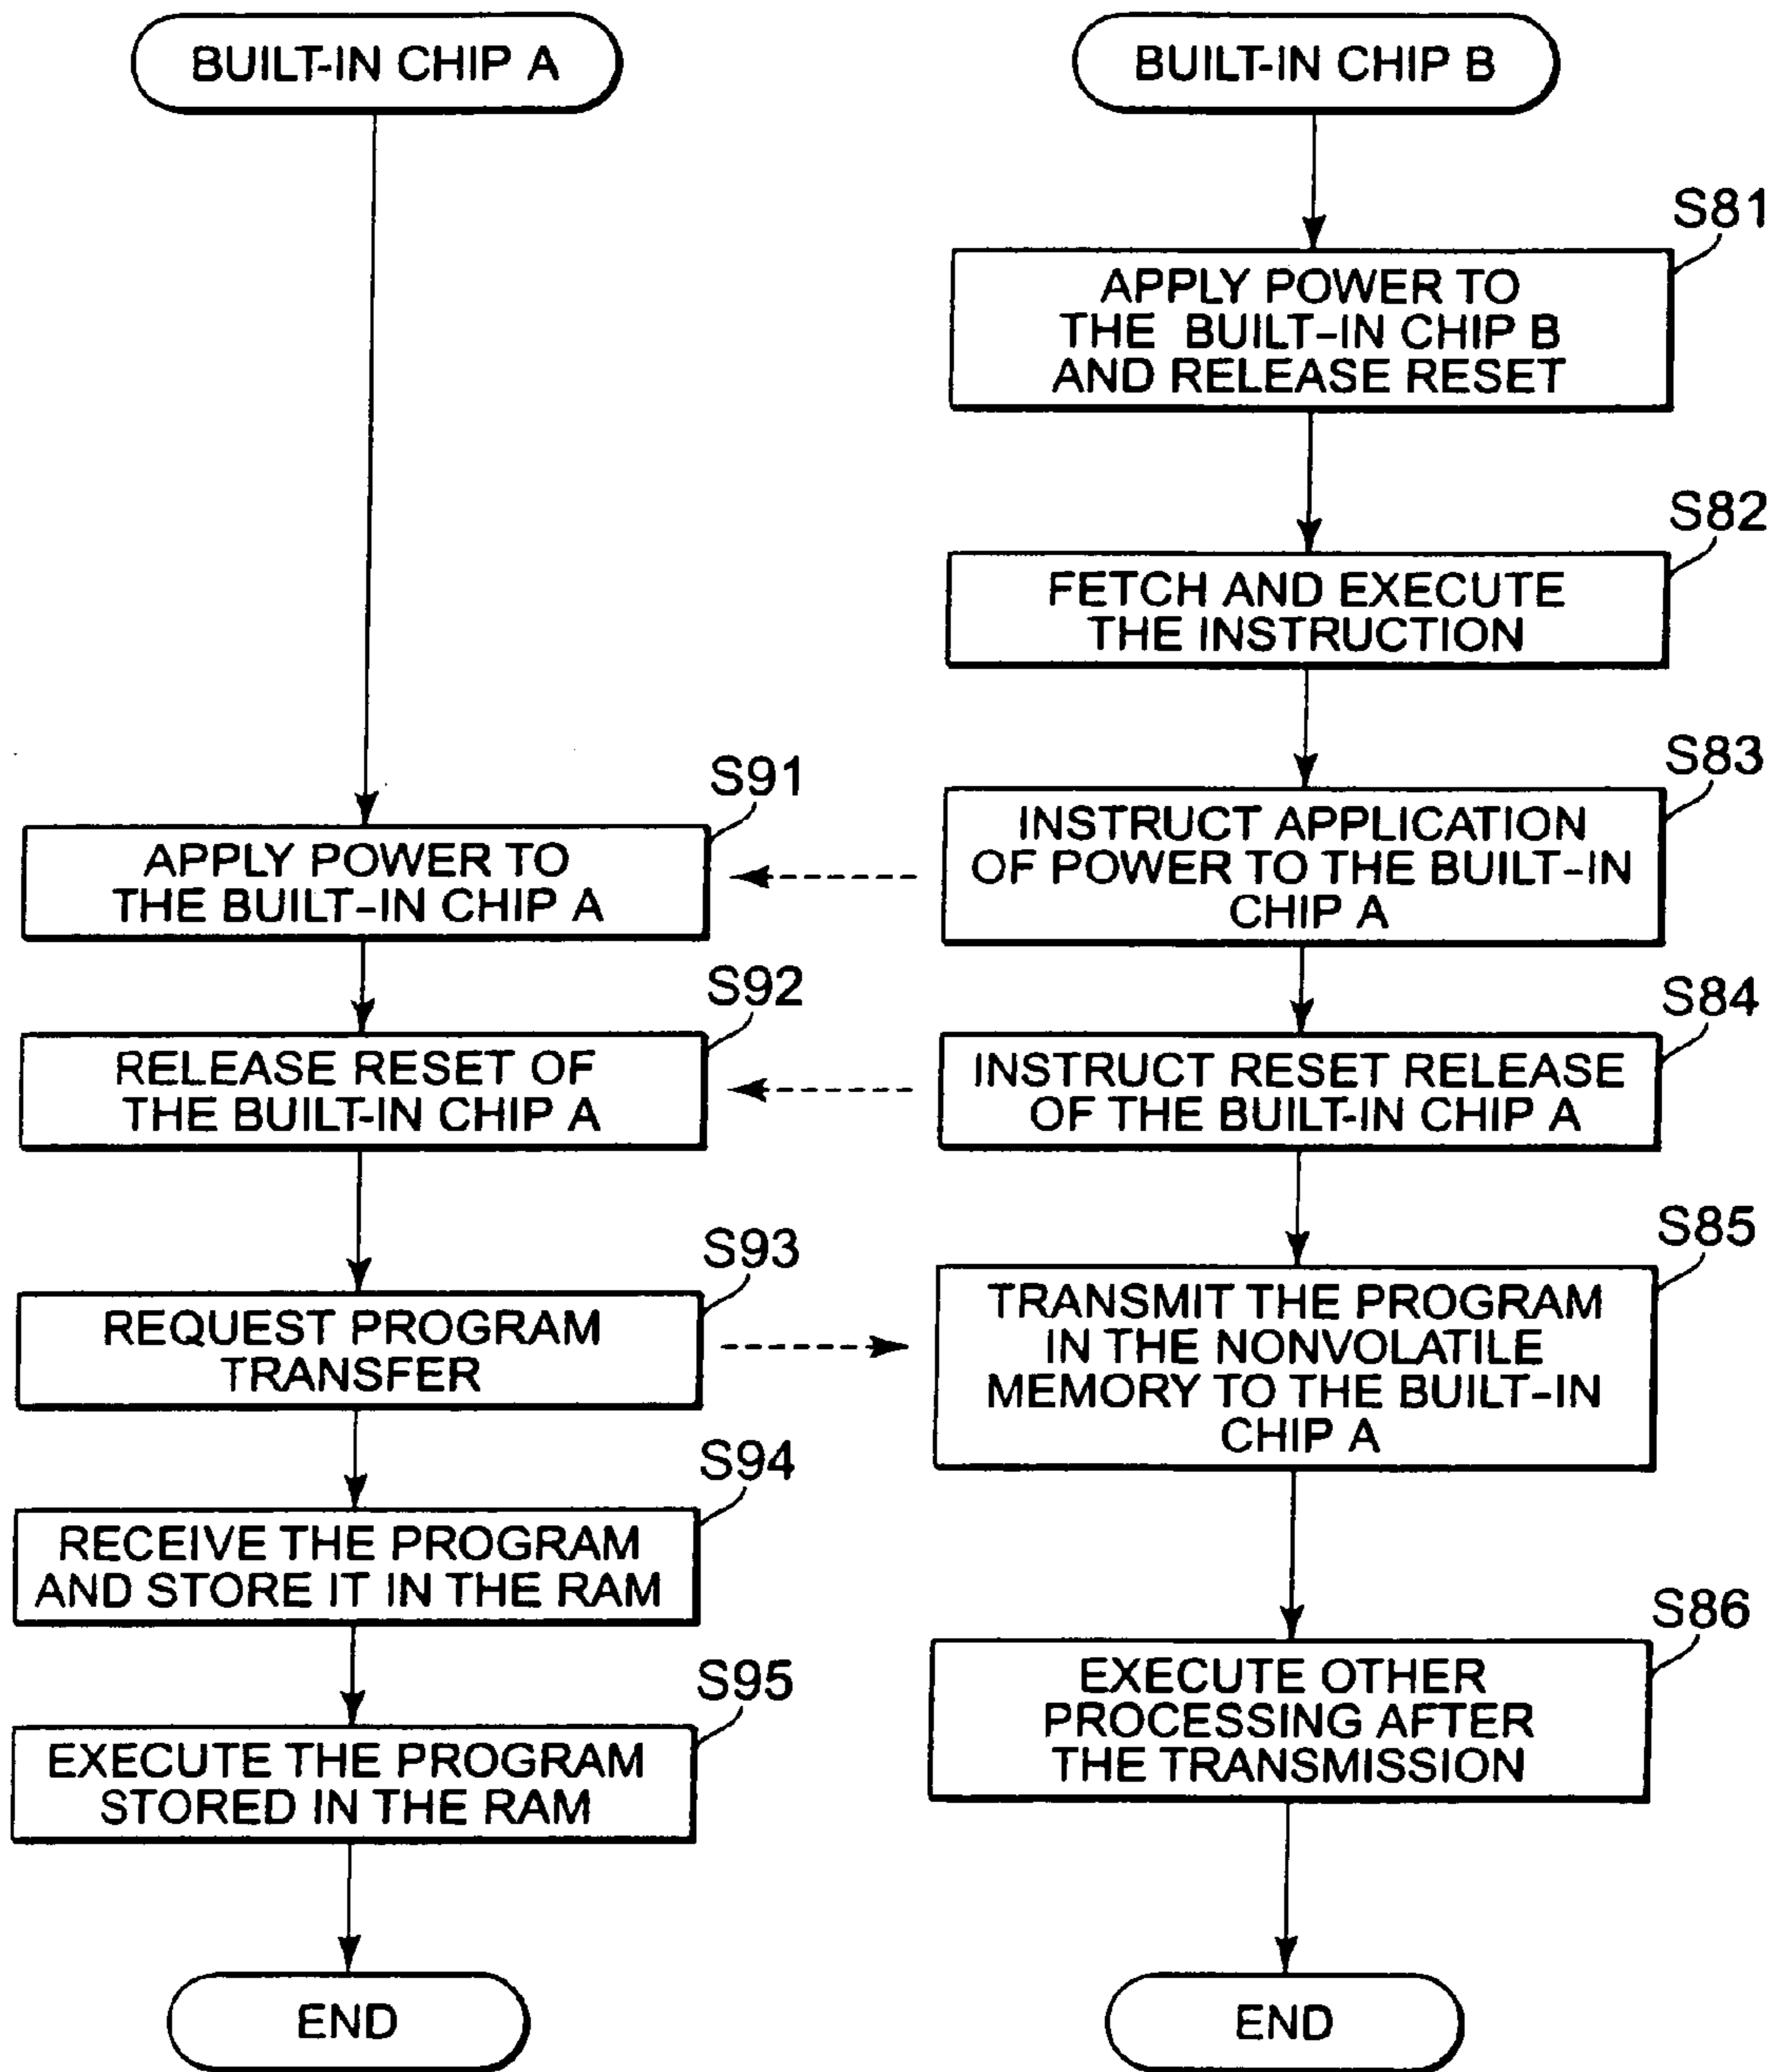 BUILT-IN CHIP A
S91
APPLY POWER TO
THE BUILT-IN CHIP A
S92
RELEASE RESET OF
THE BUILT-IN CHIP A
S93
REQUEST PROGRAM
TRANSFER
S94
RECEIVE THE PROGRAM
AND STORE IT IN THE RAM
S95
EXECUTE THE PROGRAM
STORED IN THE RAM
END
BUILT-IN CHIP B
S81
APPLY POWER TO
THE BUILT-IN CHIP B
AND RELEASE RESET
S82
FETCH AND EXECUTE
THE INSTRUCTION
S83
INSTRUCT APPLICATION
OF POWER TO THE BUILT-IN
CHIP A
S84
INSTRUCT RESET RELEASE
OF THE BUILT-IN CHIP A
S85
TRANSMIT THE PROGRAM
IN THE NONVOLATILE
MEMORY TO THE BUILT-IN
CHIP A
S86
EXECUTE OTHER
PROCESSING AFTER
THE TRANSMISSION
END